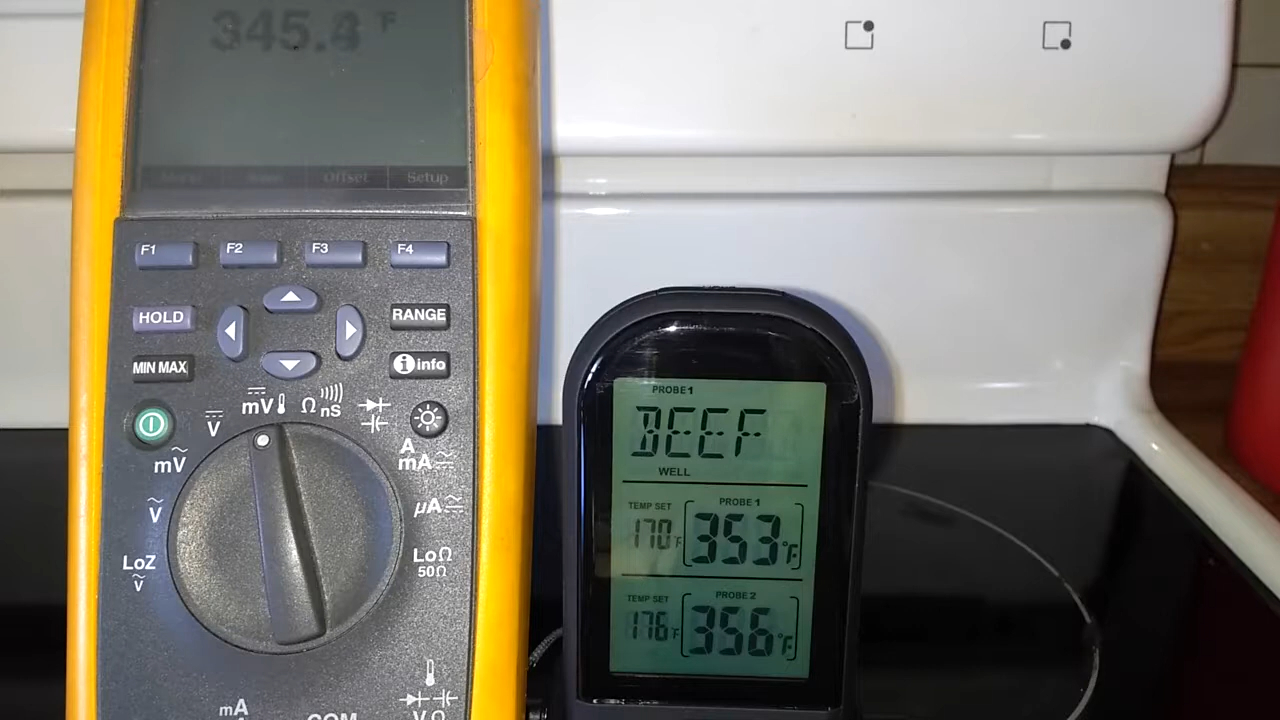 345.8 °F
Offset Setup
F1 F2 F3 F4
HOLD RANGE
MIN MAX i info
mV Ω nS
V
mV
A
mA
V
µA
LoZ
V
LoΩ
50Ω
mA
A
COM
V Ω
PROBE 1
BEEF
WELL
TEMP SET PROBE 1
170°F 353°F
TEMP SET PROBE 2
176°F 356°F